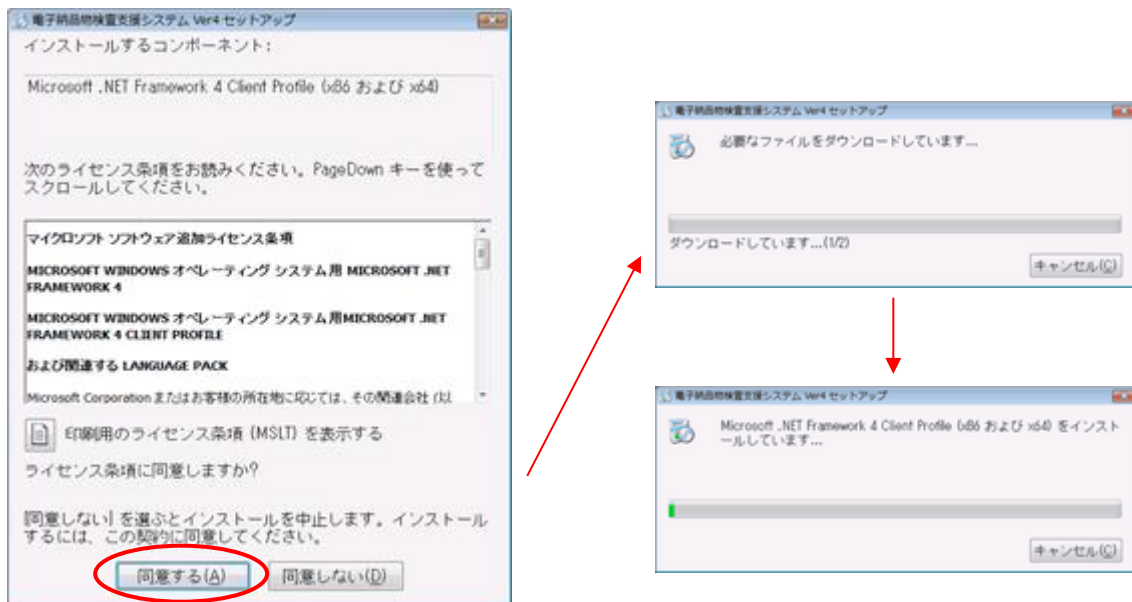 電子納品物検査支援システム Ver4 セットアップ
インストールするコンポーネント:
Microsoft .NET Framework 4 Client Profile (x86 および x64)
次のライセンス条項をお読みください。PageDown キーを使って
スクロールしてください。
マイクロソフト ソフトウェア追加ライセンス条項
MICROSOFT WINDOWS オペレーティング システム用 MICROSOFT .NET
FRAMEWORK 4
MICROSOFT WINDOWS オペレーティング システム用MICROSOFT .NET
FRAMEWORK 4 CLIENT PROFILE
および関連する LANGUAGE PACK
Microsoft Corporation またはお客様の所在地に応じては、その関連会社 (以
印刷用のライセンス条項 (MSLT) を表示する
ライセンス条項に同意しますか?
[同意しない] を選ぶとインストールを中止します。インストール
するには、この契約に同意してください。
同意する(A)
同意しない(D)
電子納品物検査支援システム Ver4 セットアップ
必要なファイルをダウンロードしています...
ダウンロードしています...(1/2)
キャンセル(C)
電子納品物検査支援システム Ver4 セットアップ
Microsoft .NET Framework 4 Client Profile (x86 および x64) をインスト
ールしています...
キャンセル(C)